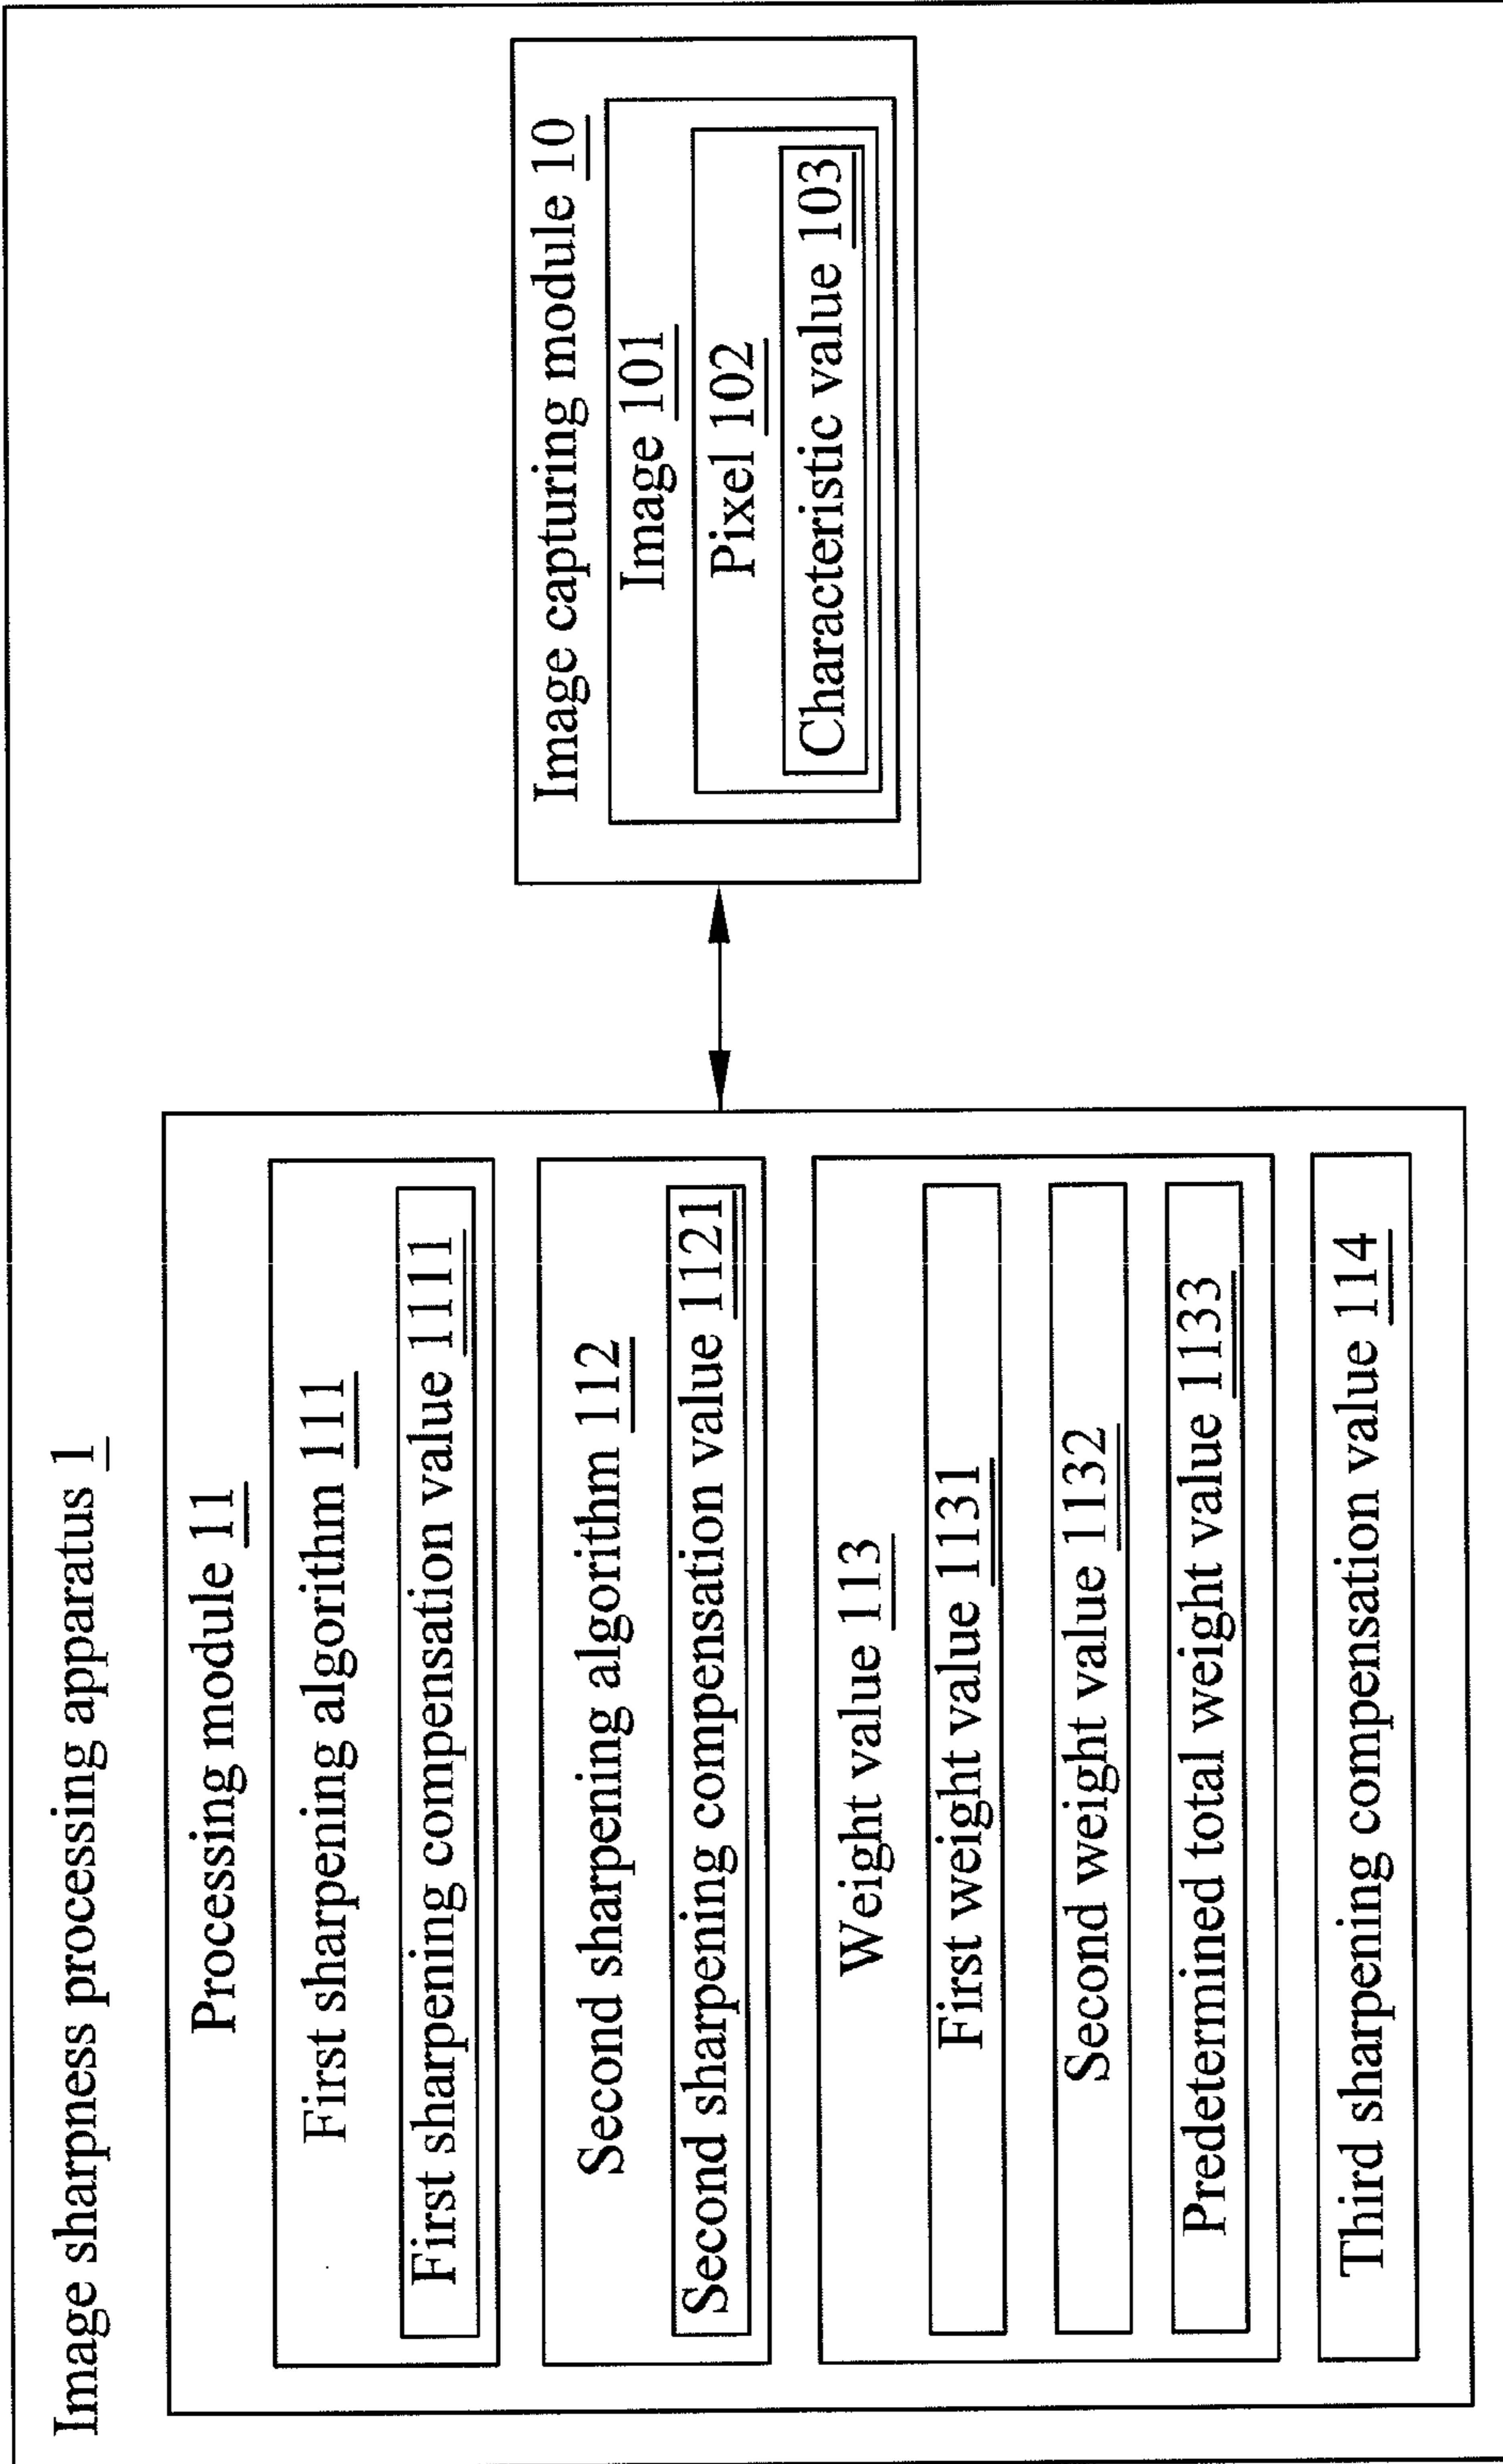 Image sharpness processing apparatus 1
Processing module 11
First sharpening algorithm 111
First sharpening compensation value 1111
Second sharpening algorithm 112
Second sharpening compensation value 1121
Weight value 113
First weight value 1131
Second weight value 1132
Predetermined total weight value 1133
Third sharpening compensation value 114
Image capturing module 10
Image 101
Pixel 102
Characteristic value 103